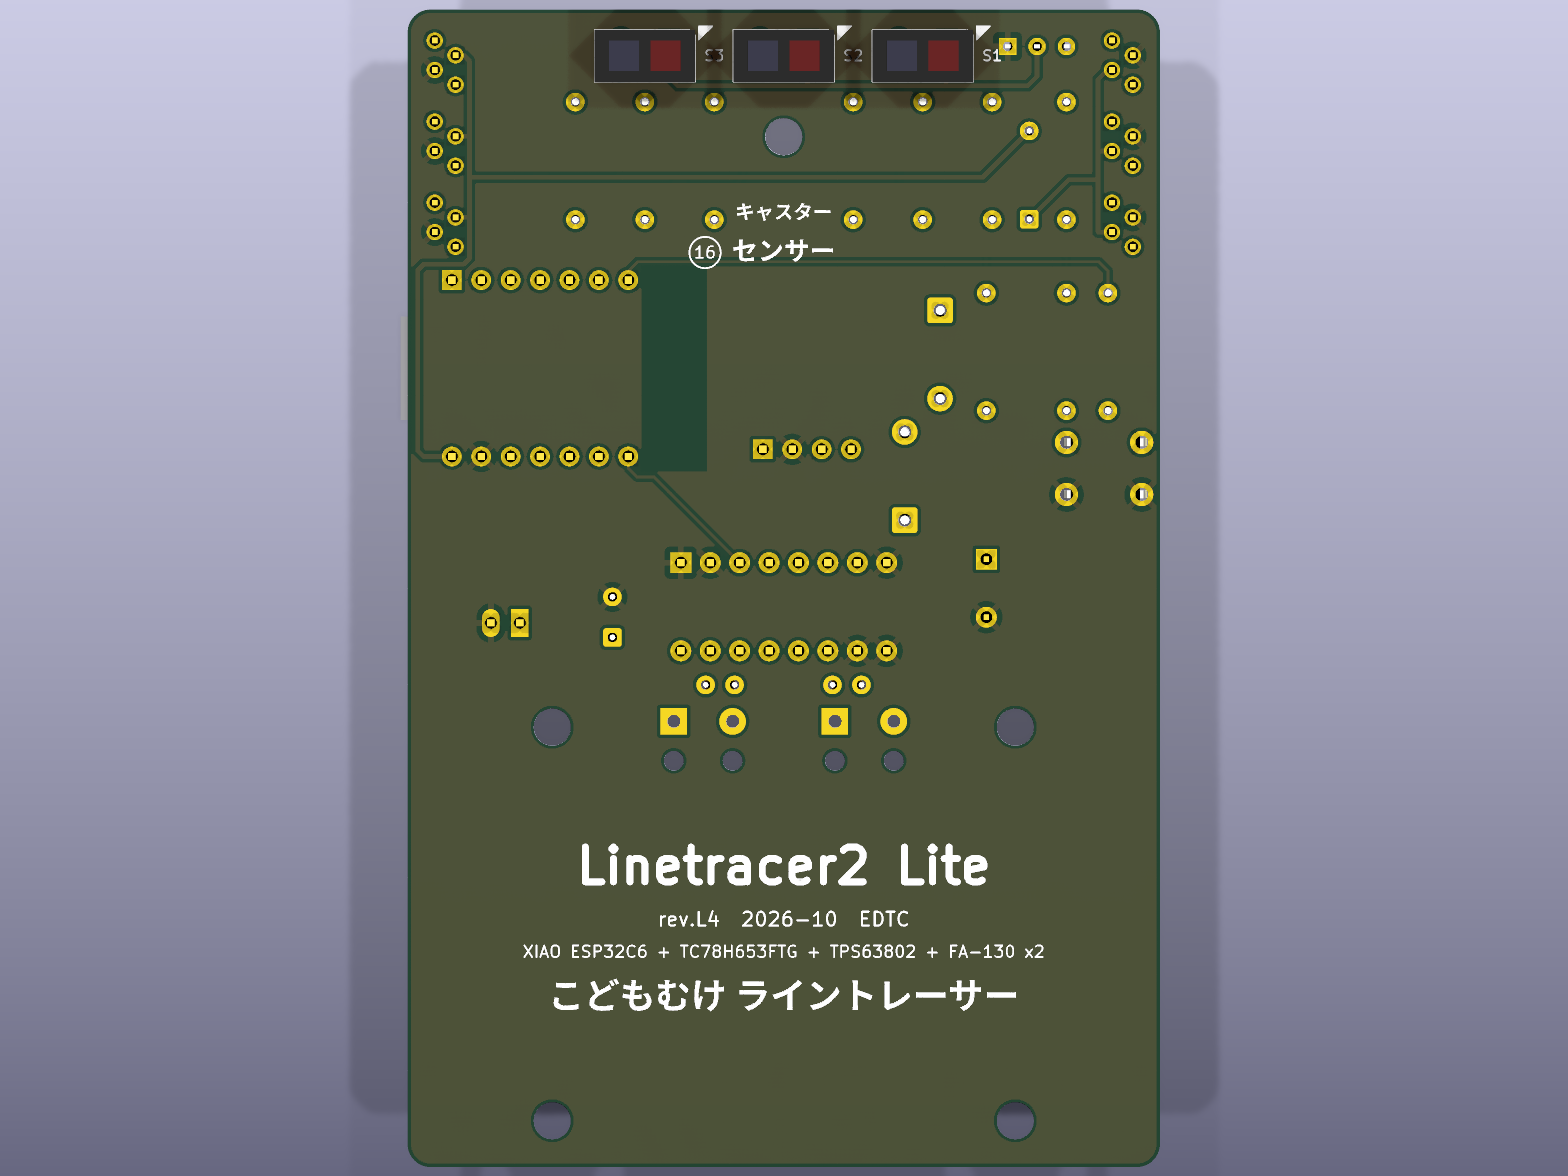 S3 S2 S1
キャスター
16 センサー
Linetracer2 Lite
rev.L4 2026-10 EDTC
XIAO ESP32C6 + TC78H653FTG + TPS63802 + FA-130 x2
こどもむけ ライントレーサー